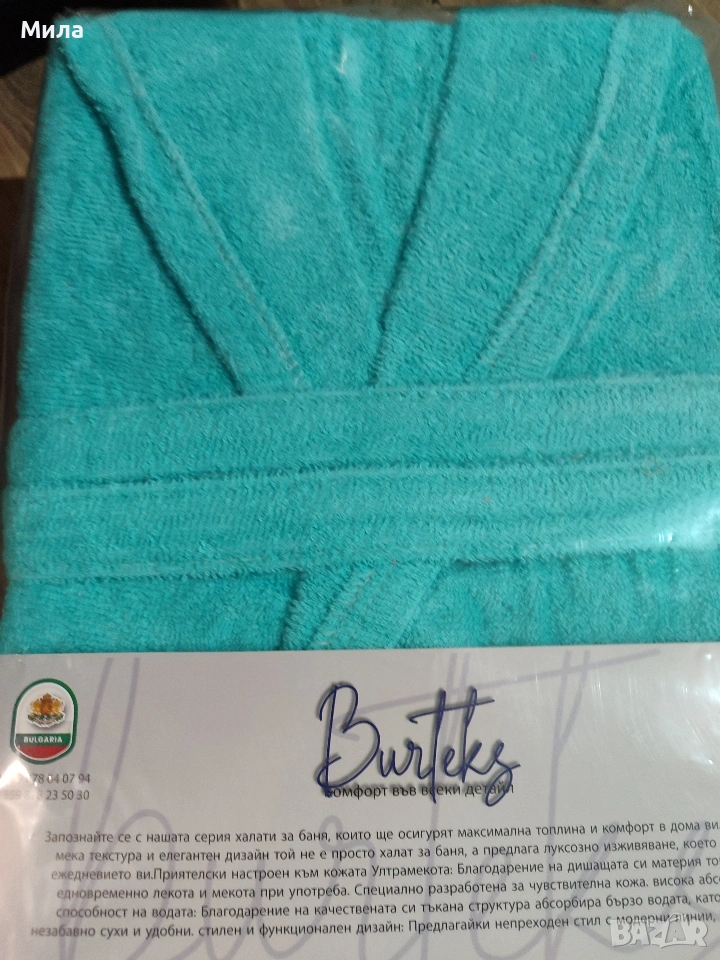 Мила
BULGARIA
Burteks
78 04 07 94
Комфорт във всеки детайл
23 50 30
Запознайте се с нашата серия халати за баня, които ще осигурят максимална топлина и комфорт в дома ви
мека текстура и елегантен дизайн той не е просто халат за баня, а предлага луксозно изживяване, което
ежедневието ви.Приятелски настроен към кожата Ултрамекота: Благодарение на дишащата си материя то
едновременно лекота и мекота при употреба. Специално разработена за чувствителна кожа. висока абс
способност на водата: Благодарение на качествената си тъкана структура абсорбира бързо водата, като
незабавно сухи и удобни. стилен и функционален дизайн: Предлагайки непреходен стил с модерни линии,
BAZAR